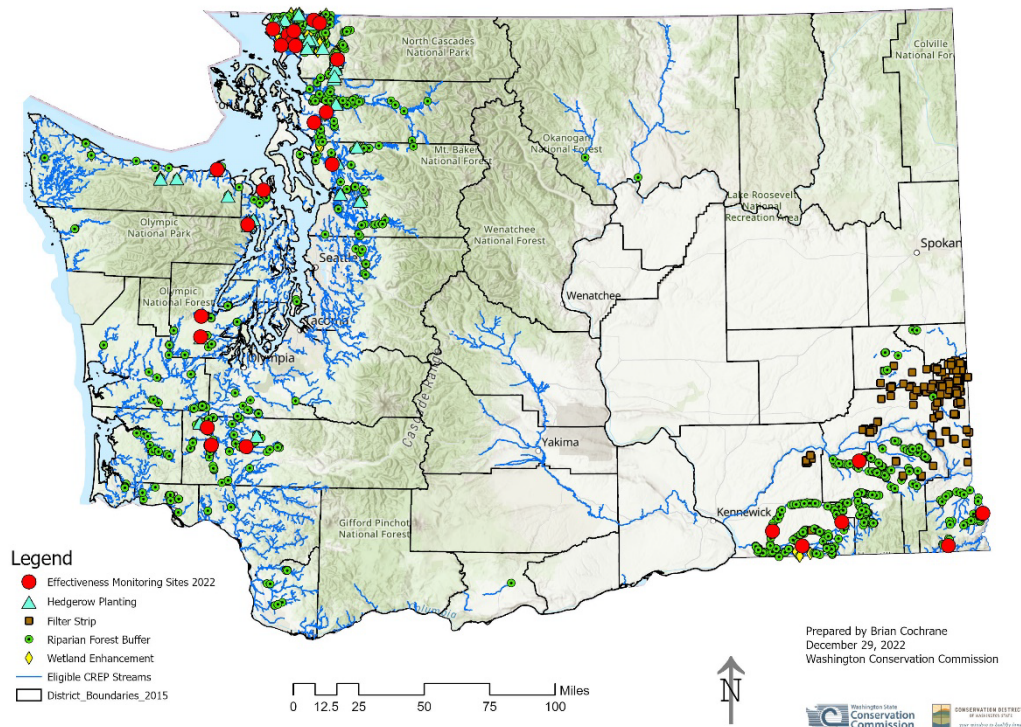 North Cascades
National Park
Colville
National For
Mt. Baker
National Forest
Okanogan
National Forest
Lake Roosevelt
National
Recreation Area
Olympic
National Park
Wenatchee
National Forest
Spokan
Seattle
Olympic
National Forest
Wenatchee
Tacoma
Olympia
Cascade Range
Yakima
Kennewick
Gifford Pinchot
National Forest
Columbia
Legend
Effectiveness Monitoring Sites 2022
Hedgerow Planting
Filter Strip
Riparian Forest Buffer
Wetland Enhancement
Eligible CREP Streams
District_Boundaries_2015
Miles
0 12.5 25 50 75 100
N
Prepared by Brian Cochrane
December 29, 2022
Washington Conservation Commission
Washington State
Conservation
Commission
CONSERVATION DISTRICT